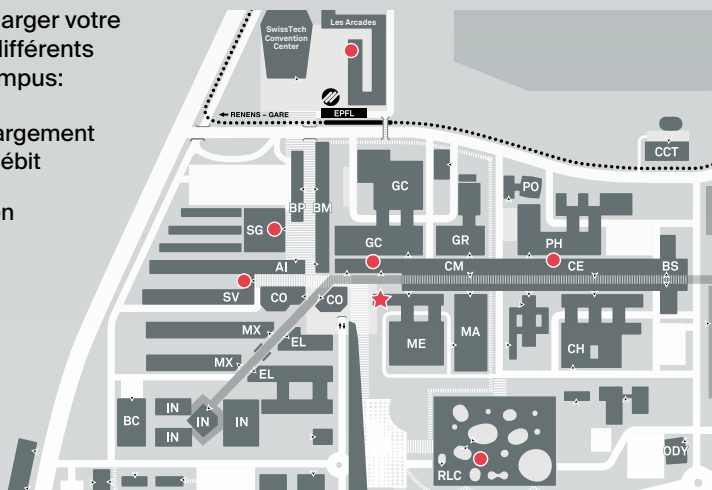 arger votre
ifférents
mpus:
argement
ébit
en
SwissTech
Convention
Center
Les Arcades
RENENS – GARE
EPFL
CCT
GC
PO
BP
BM
SG
GC
GR
PH
AI
CM
CE
BS
SV
CO
CO
MX
EL
ME
MA
CH
MX
EL
BC
IN
IN
IN
IN
RLC
ODY